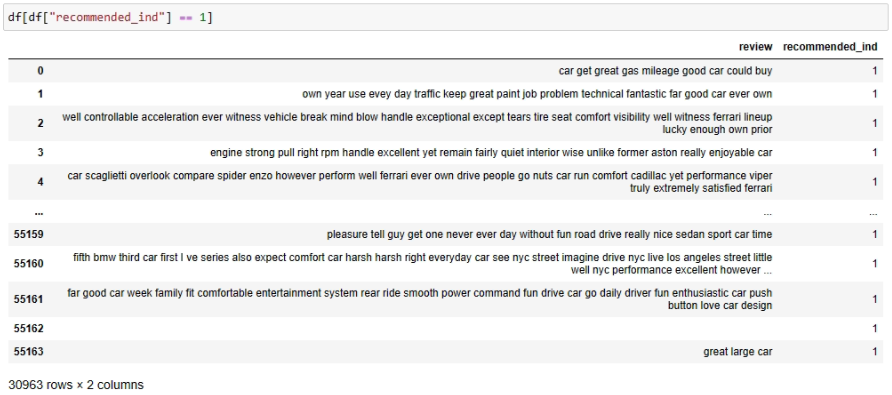 df[df["recommended_ind"] == 1]
review recommended_ind
0 car get great gas mileage good car could buy 1
1 own year use evey day traffic keep great paint job problem technical fantastic far good car ever own 1
2 well controllable acceleration ever witness vehicle break mind blow handle exceptional except tears tire seat comfort visibility well witness ferrari lineup 1
lucky enough own prior
3 engine strong pull right rpm handle excellent yet remain fairly quiet interior wise unlike former aston really enjoyable car 1
4 car scaglietti overlook compare spider enzo however perform well ferrari ever own drive people go nuts car run comfort cadillac yet performance viper 1
truly extremely satisfied ferrari
... ... ...
55159 pleasure tell guy get one never ever day without fun road drive really nice sedan sport car time 1
55160 fifth bmw third car first I ve series also expect comfort car harsh harsh right everyday car see nyc street imagine drive nyc live los angeles street little 1
well nyc performance excellent however ...
55161 far good car week family fit comfortable entertainment system rear ride smooth power command fun drive car go daily driver fun enthusiastic car push 1
button love car design
55162 1
55163 great large car 1
30963 rows × 2 columns